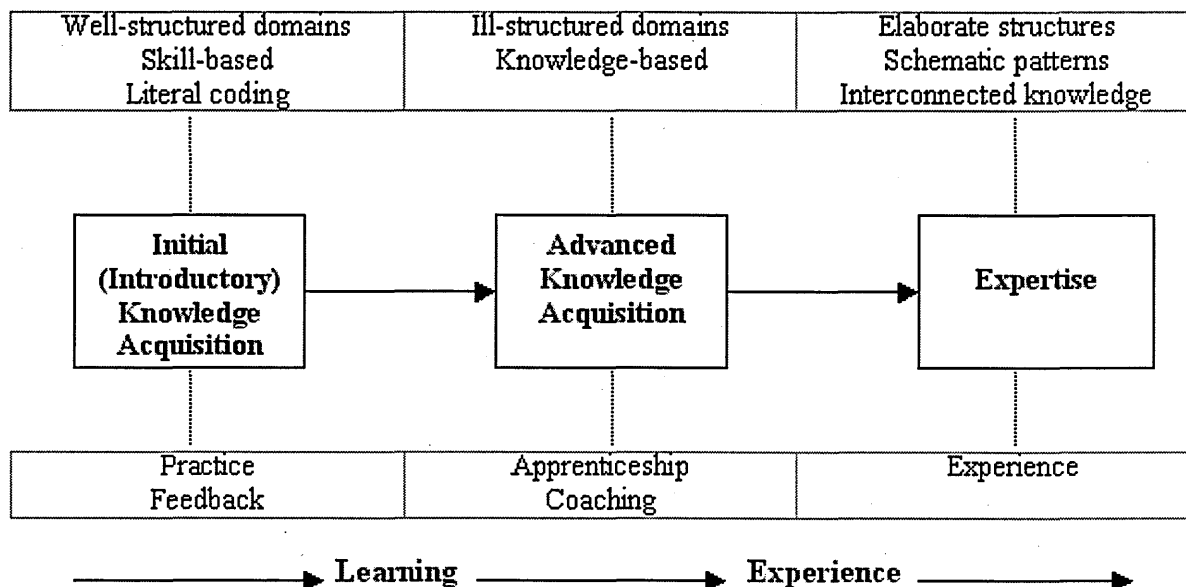 Well-structured domains
Skill-based
Literal coding
Ill-structured domains
Knowledge-based
Elaborate structures
Schematic patterns
Interconnected knowledge
Initial
(Introductory)
Knowledge
Acquisition
Advanced
Knowledge
Acquisition
Expertise
Practice
Feedback
Apprenticeship
Coaching
Experience
Learning
Experience